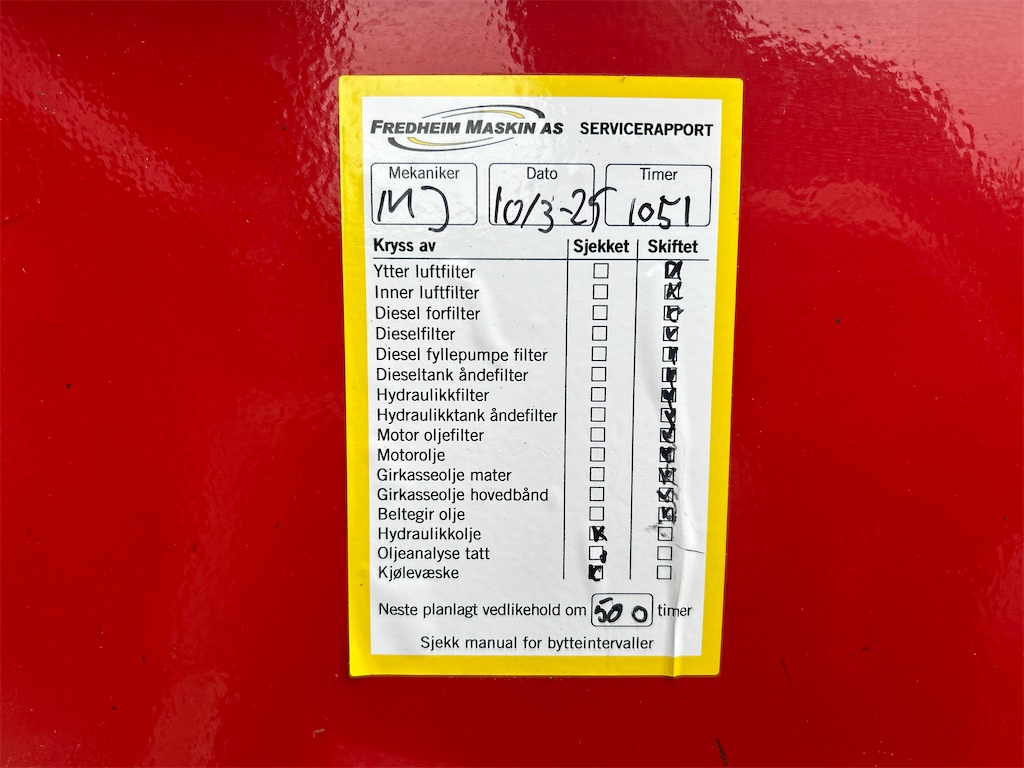 FREDHEIM MASKIN AS SERVICERAPPORT
Mekaniker Dato Timer
MJ 10/3-25 1051
Kryss av Sjekket Skiftet
Ytter luftfilter
Inner luftfilter
Diesel forfilter
Dieselfilter
Diesel fyllepumpe filter
Dieseltank åndefilter
Hydraulikkfilter
Hydraulikktank åndefilter
Motor oljefilter
Motorolje
Girkasseolje mater
Girkasseolje hovedbånd
Beltegir olje
Hydraulikkolje
Oljeanalyse tatt
Kjølevæske
Neste planlagt vedlikehold om 500 timer
Sjekk manual for bytteintervaller